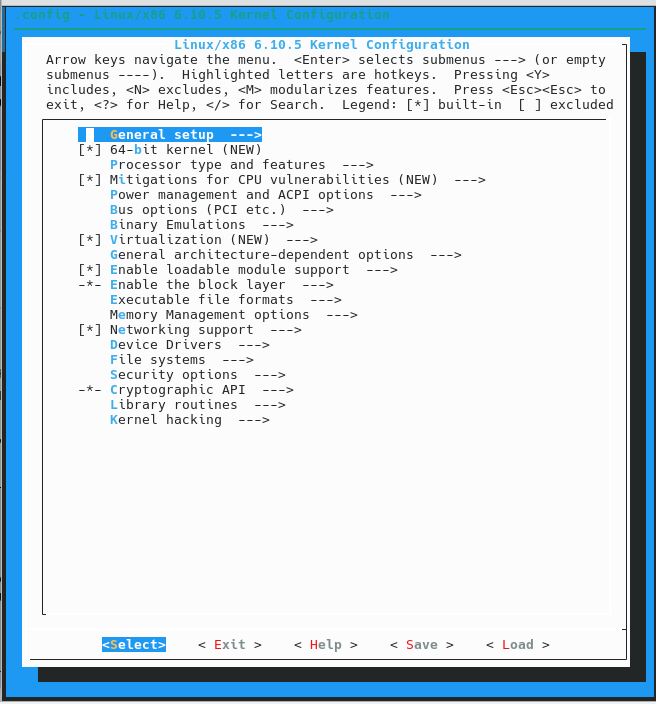 .config - Linux/x86 6.10.5 Kernel Configuration
Linux/x86 6.10.5 Kernel Configuration
Arrow keys navigate the menu.  <Enter> selects submenus ---> (or empty
submenus ----).  Highlighted letters are hotkeys.  Pressing <Y>
includes, <N> excludes, <M> modularizes features.  Press <Esc><Esc> to
exit, <?> for Help, </> for Search.  Legend: [*] built-in  [ ] excluded
General setup  --->
[*] 64-bit kernel (NEW)
Processor type and features  --->
[*] Mitigations for CPU vulnerabilities (NEW)  --->
Power management and ACPI options  --->
Bus options (PCI etc.)  --->
Binary Emulations  --->
[*] Virtualization (NEW)  --->
General architecture-dependent options  --->
[*] Enable loadable module support  --->
-*- Enable the block layer  --->
Executable file formats  --->
Memory Management options  --->
[*] Networking support  --->
Device Drivers  --->
File systems  --->
Security options  --->
-*- Cryptographic API  --->
Library routines  --->
Kernel hacking  --->
<Select>    < Exit >    < Help >    < Save >    < Load >